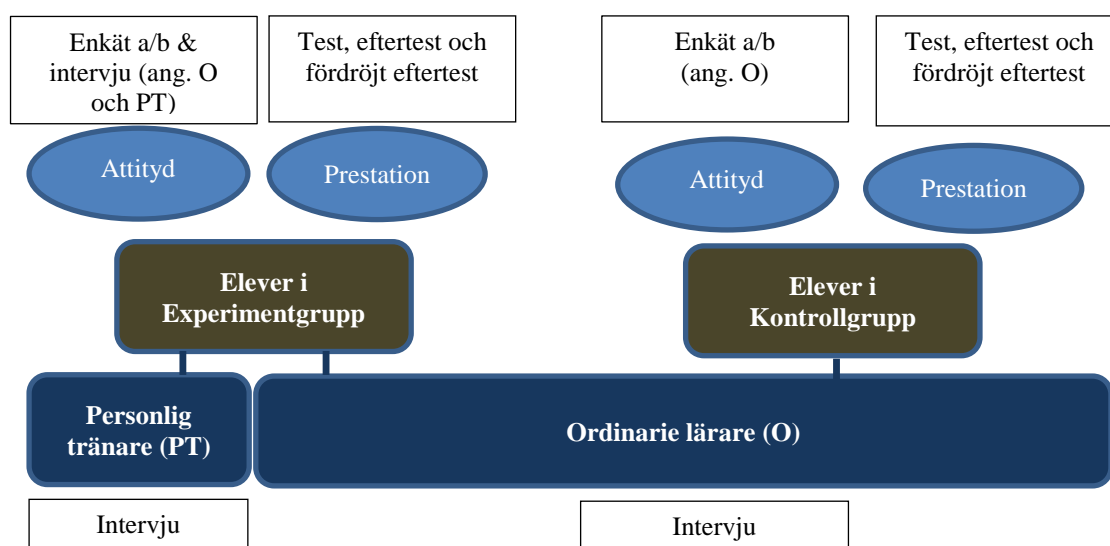 Enkät a/b &
intervju (ang. O
och PT)
Test, eftertest och
fördröjt eftertest
Enkät a/b
(ang. O)
Test, eftertest och
fördröjt eftertest
Attityd
Prestation
Attityd
Prestation
Elever i
Experimentgrupp
Elever i
Kontrollgrupp
Personlig
tränare (PT)
Ordinarie lärare (O)
Intervju
Intervju